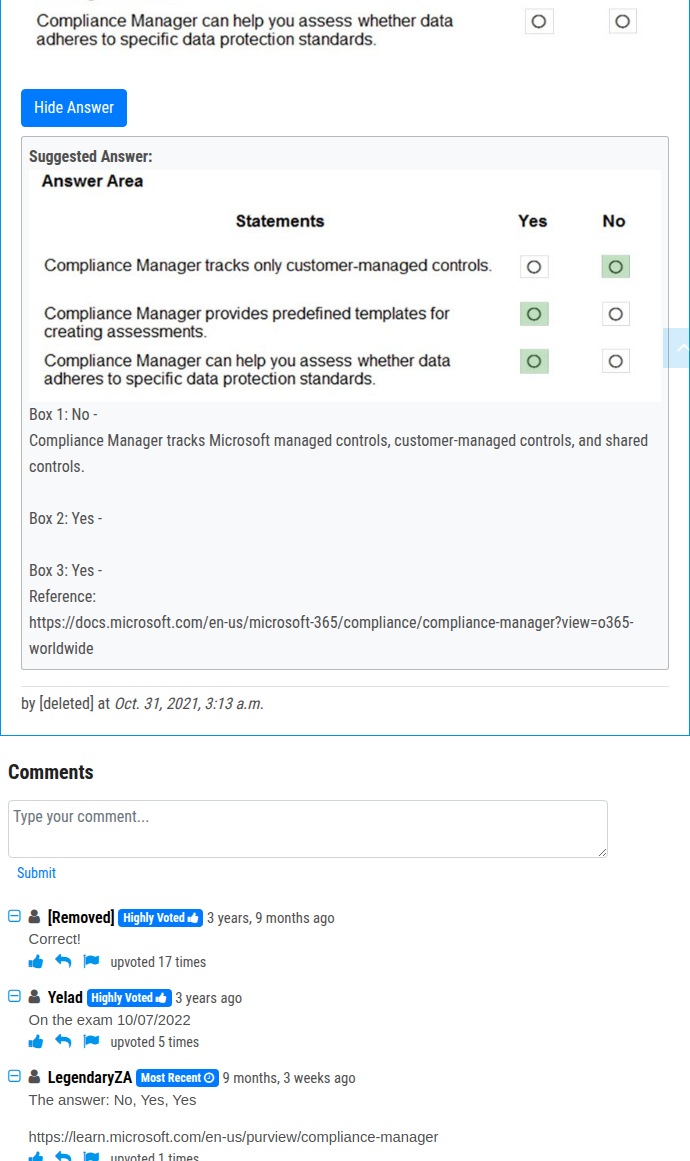 Compliance Manager can help you assess whether data
adheres to specific data protection standards.
Hide Answer
Suggested Answer:
Answer Area
Statements Yes No
Compliance Manager tracks only customer-managed controls.
Compliance Manager provides predefined templates for
creating assessments.
Compliance Manager can help you assess whether data
adheres to specific data protection standards.
Box 1: No -
Compliance Manager tracks Microsoft managed controls, customer-managed controls, and shared
controls.
Box 2: Yes -
Box 3: Yes -
Reference:
https://docs.microsoft.com/en-us/microsoft-365/compliance/compliance-manager?view=o365-
worldwide
by [deleted] at Oct. 31, 2021, 3:13 a.m.
Comments
Type your comment...
Submit
[Removed] Highly Voted 3 years, 9 months ago
Correct!
upvoted 17 times
Yelad Highly Voted 3 years ago
On the exam 10/07/2022
upvoted 5 times
LegendaryZA Most Recent 9 months, 3 weeks ago
The answer: No, Yes, Yes
https://learn.microsoft.com/en-us/purview/compliance-manager
upvoted 1 times